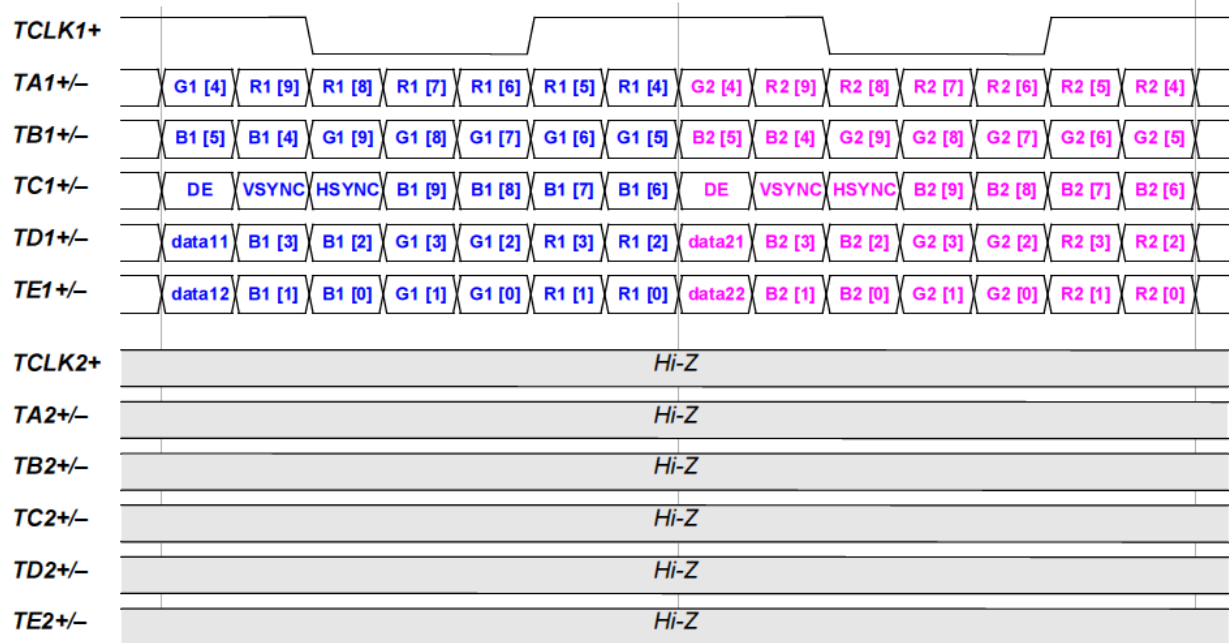 TCLK1+
TA1+/– G1 [4] R1 [9] R1 [8] R1 [7] R1 [6] R1 [5] R1 [4] G2 [4] R2 [9] R2 [8] R2 [7] R2 [6] R2 [5] R2 [4]
TB1+/– B1 [5] B1 [4] G1 [9] G1 [8] G1 [7] G1 [6] G1 [5] B2 [5] B2 [4] G2 [9] G2 [8] G2 [7] G2 [6] G2 [5]
TC1+/– DE VSYNC HSYNC B1 [9] B1 [8] B1 [7] B1 [6] DE VSYNC HSYNC B2 [9] B2 [8] B2 [7] B2 [6]
TD1+/– data11 B1 [3] B1 [2] G1 [3] G1 [2] R1 [3] R1 [2] data21 B2 [3] B2 [2] G2 [3] G2 [2] R2 [3] R2 [2]
TE1+/– data12 B1 [1] B1 [0] G1 [1] G1 [0] R1 [1] R1 [0] data22 B2 [1] B2 [0] G2 [1] G2 [0] R2 [1] R2 [0]
TCLK2+ Hi-Z
TA2+/– Hi-Z
TB2+/– Hi-Z
TC2+/– Hi-Z
TD2+/– Hi-Z
TE2+/– Hi-Z